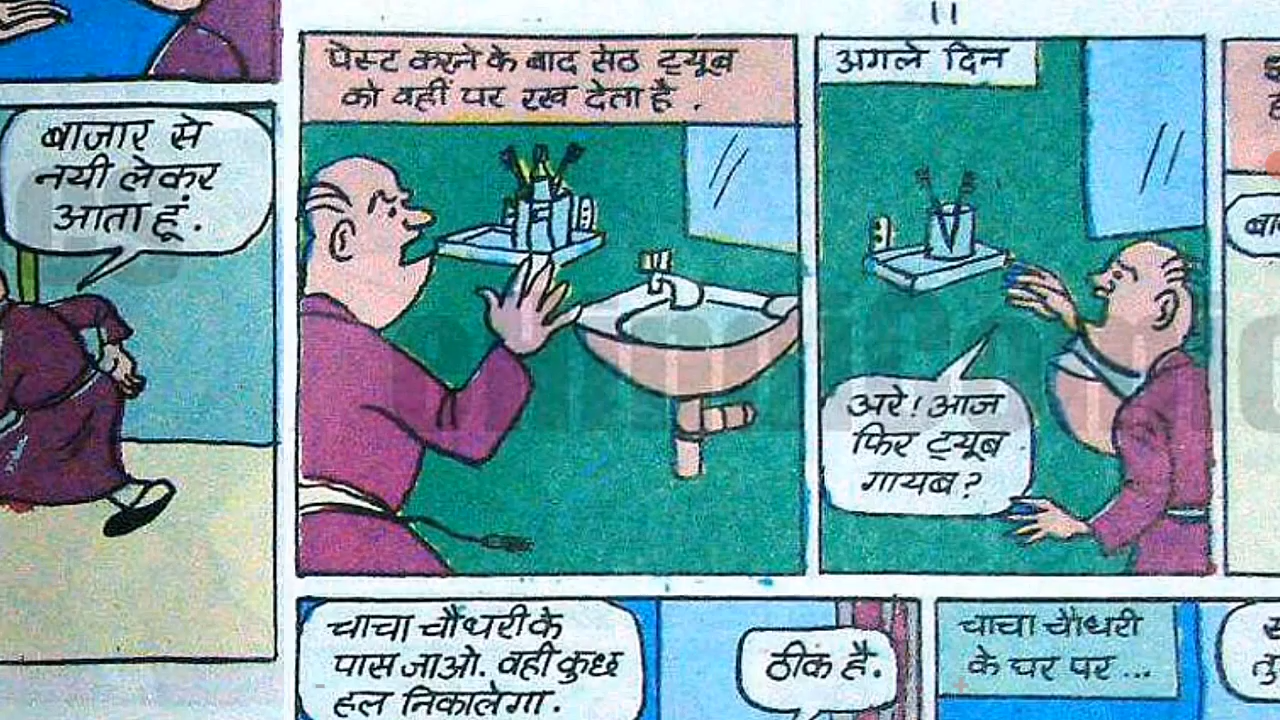 बाजार से
नयी लेकर
आता हूं.
पेस्ट करने के बाद सेठ ट्यूब
को वहीं पर रख देता है.
अगले दिन
अरे! आज
फिर ट्यूब
गायब?
चाचा चौधरी के
पास जाओ. वही कुछ
हल निकालेगा.
ठीक है.
चाचा चौधरी
के घर पर...